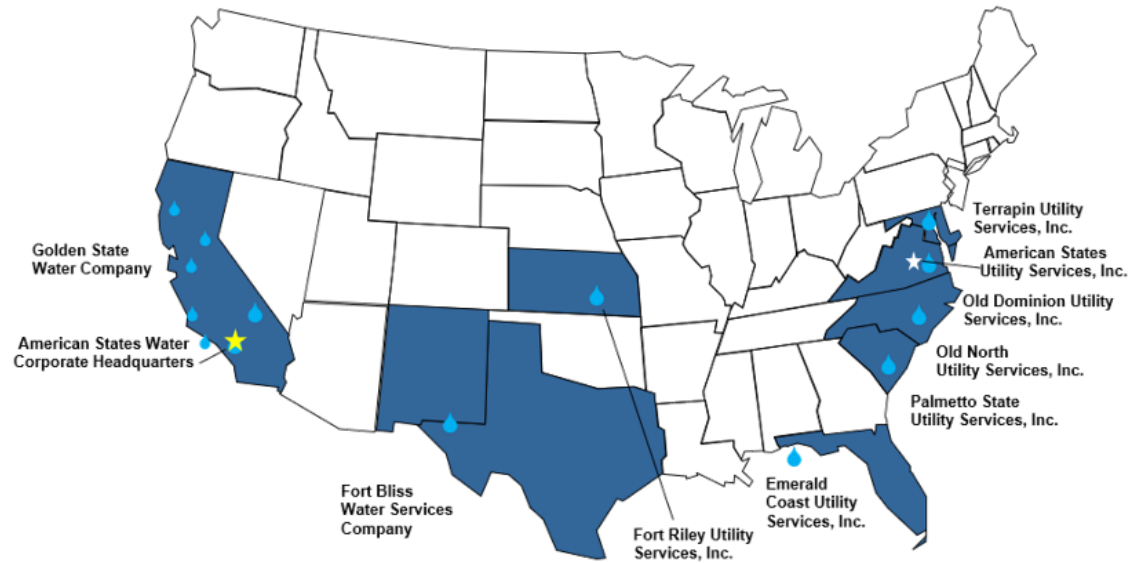 Golden State
Water Company
American States Water
Corporate Headquarters
Fort Bliss
Water Services
Company
Fort Riley Utility
Services, Inc.
Emerald
Coast Utility
Services, Inc.
Terrapin Utility
Services, Inc.
American States
Utility Services, Inc.
Old Dominion Utility
Services, Inc.
Old North
Utility Services, Inc.
Palmetto State
Utility Services, Inc.